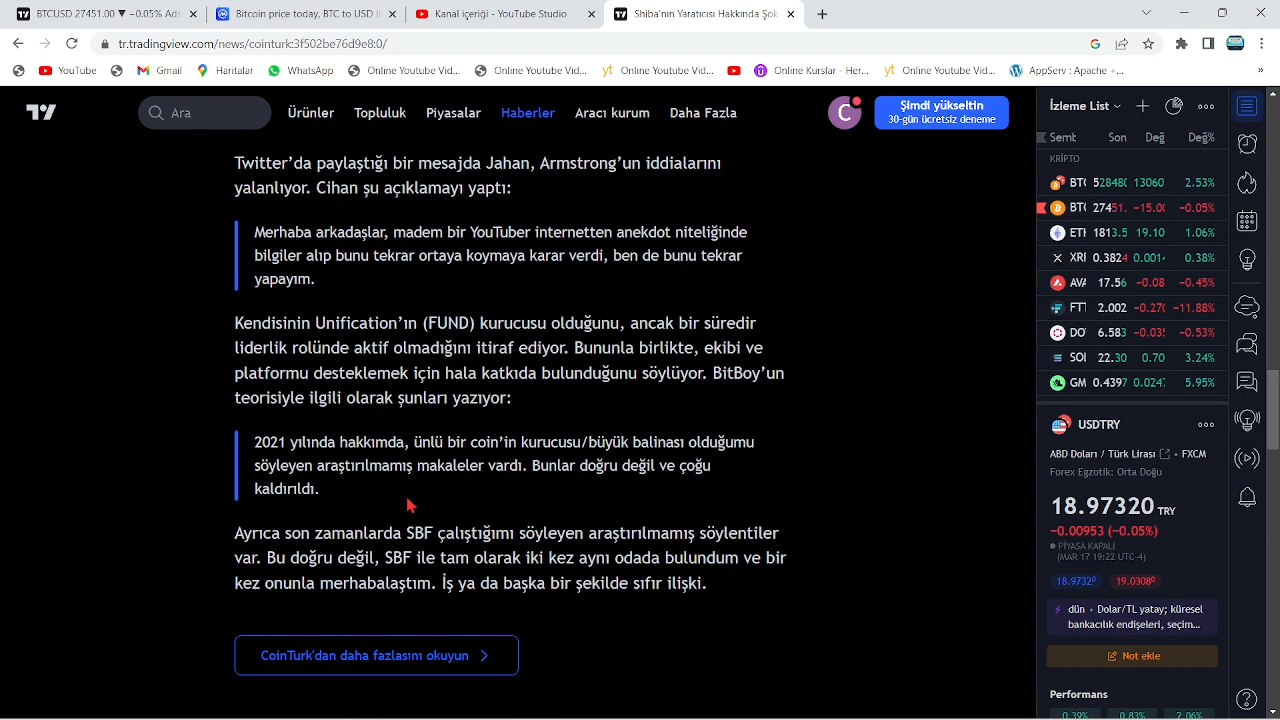 BTCUSD 27451.00 ▼ −0.05% Ads
Bitcoin price today, BTC to USD li
Kanal içeriği - YouTube Studio
Shiba'nın Yaratıcısı Hakkında Şok
tr.tradingview.com/news/cointurk:3f502be76d9e8:0/
YouTube
Gmail
Haritalar
WhatsApp
Online Youtube Vid...
Online Youtube Vid...
Online Youtube Vid...
Online Kurslar - Her...
Online Youtube Vid...
AppServ : Apache +...
Ara
Ürünler
Topluluk
Piyasalar
Haberler
Aracı kurum
Daha Fazla
C
Şimdi yükseltin
30-gün ücretsiz deneme
Twitter'da paylaştığı bir mesajda Jahan, Armstrong'un iddialarını
yalanlıyor. Cihan şu açıklamayı yaptı:
Merhaba arkadaşlar, madem bir YouTuber internetten anekdot niteliğinde
bilgiler alıp bunu tekrar ortaya koymaya karar verdi, ben de bunu tekrar
yapayım.
Kendisinin Unification'ın (FUND) kurucusu olduğunu, ancak bir süredir
liderlik rolünde aktif olmadığını itiraf ediyor. Bununla birlikte, ekibi ve
platformu desteklemek için hala katkıda bulunduğunu söylüyor. BitBoy'un
teorisiyle ilgili olarak şunları yazıyor:
2021 yılında hakkımda, ünlü bir coin'in kurucusu/büyük balinası olduğumu
söyleyen araştırılmamış makaleler vardı. Bunlar doğru değil ve çoğu
kaldırıldı.
Ayrıca son zamanlarda SBF çalıştığımı söyleyen araştırılmamış söylentiler
var. Bu doğru değil, SBF ile tam olarak iki kez aynı odada bulundum ve bir
kez onunla merhabalaştım. İş ya da başka bir şekilde sıfır ilişki.
CoinTurk'dan daha fazlasını okuyun
İzleme List
Semb Son Değ Değ%
KRİPTO
BTC 528480 13060 2.53%
BTC 27451. −15.00 −0.05%
ETH 1813.5 19.10 1.06%
XRP 0.3824 0.0014 0.38%
AVA 17.56 −0.08 −0.45%
FTT 2.002 −0.270 −11.88%
DO 6.583 −0.035 −0.53%
SOL 22.30 0.70 3.24%
GM 0.4397 0.0247 5.95%
USDTRY
ABD Doları / Türk Lirası • FXCM
Forex Egzotik: Orta Doğu
18.97320 TRY
−0.00953 (−0.05%)
PİYASA KAPALI
(MAR 17 19:22 UTC-4)
18.9732⁰ 19.0308⁰
dün • Dolar/TL yatay; küresel
bankacılık endişeleri, seçim...
Not ekle
Performans
0.39% 0.83% 2.06%